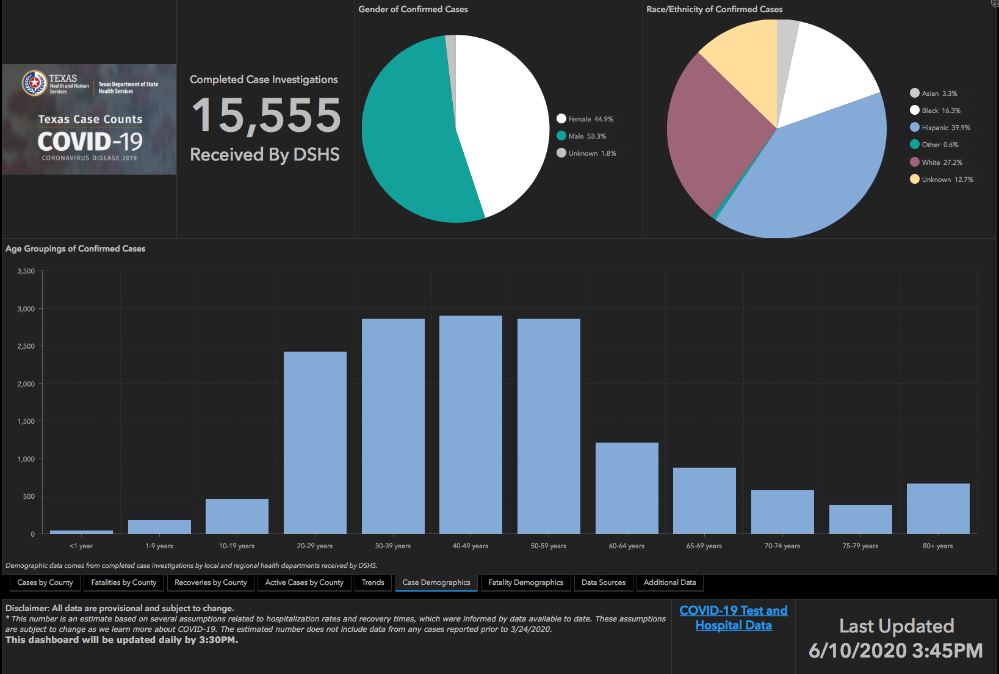 TEXAS
Health and Human
Services
Texas Department of State
Health Services
Texas Case Counts
COVID-19
CORONAVIRUS DISEASE 2019
Completed Case Investigations
15,555
Received By DSHS
Gender of Confirmed Cases
Female 44.9%
Male 53.3%
Unknown 1.8%
Race/Ethnicity of Confirmed Cases
Asian 3.3%
Black 16.3%
Hispanic 39.9%
Other 0.6%
White 27.2%
Unknown 12.7%
Age Groupings of Confirmed Cases
3,500
3,000
2,500
2,000
1,500
1,000
500
0
<1 year
1-9 years
10-19 years
20-29 years
30-39 years
40-49 years
50-59 years
60-64 years
65-69 years
70-74 years
75-79 years
80+ years
Demographic data comes from completed case investigations by local and regional health departments received by DSHS.
Cases by County
Fatalities by County
Recoveries by County
Active Cases by County
Trends
Case Demographics
Fatality Demographics
Data Sources
Additional Data
Disclaimer: All data are provisional and subject to change.
* This number is an estimate based on several assumptions related to hospitalization rates and recovery times, which were informed by data available to date. These assumptions
are subject to change as we learn more about COVID-19. The estimated number does not include data from any cases reported prior to 3/24/2020.
This dashboard will be updated daily by 3:30PM.
COVID-19 Test and
Hospital Data
Last Updated
6/10/2020 3:45PM